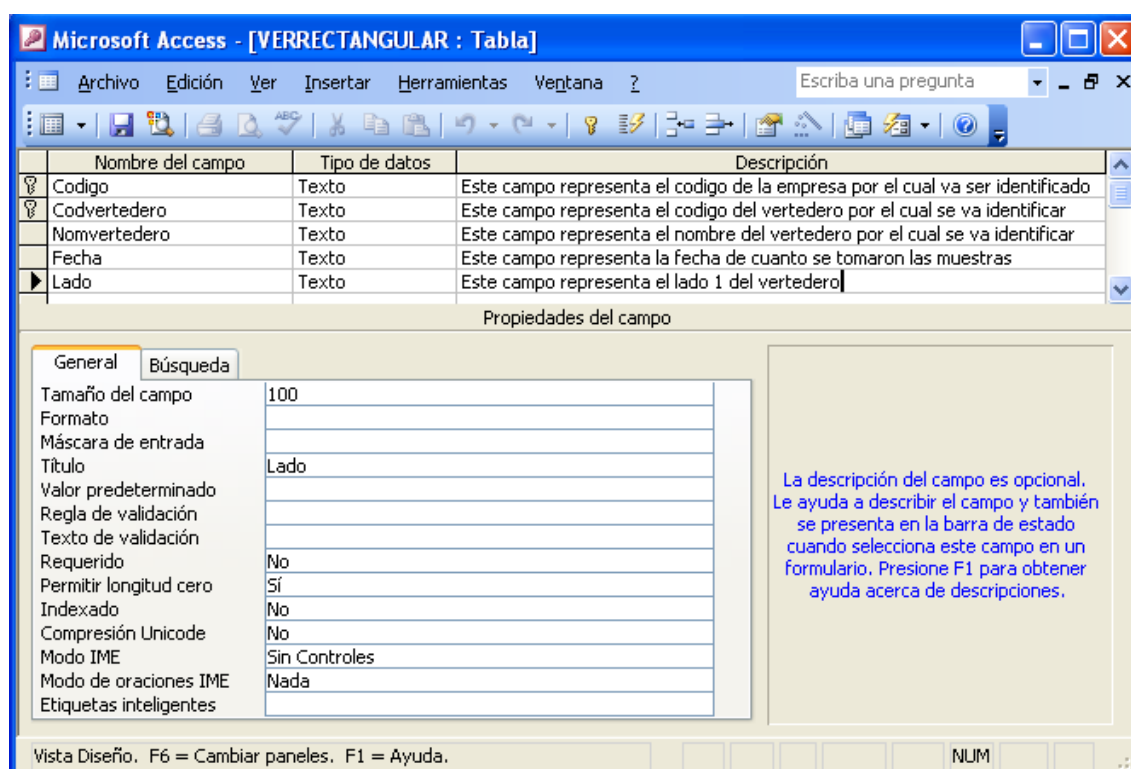 Microsoft Access - [VERRECTANGULAR : Tabla]
Archivo Edición Ver Insertar Herramientas Ventana ? Escriba una pregunta
ABC
Nombre del campo Tipo de datos Descripción
Codigo Texto Este campo representa el codigo de la empresa por el cual va ser identificado
Codvertedero Texto Este campo representa el codigo del vertedero por el cual se va identificar
Nomvertedero Texto Este campo representa el nombre del vertedero por el cual se va identificar
Fecha Texto Este campo representa la fecha de cuanto se tomaron las muestras
Lado Texto Este campo representa el lado 1 del vertedero
Propiedades del campo
General Búsqueda
Tamaño del campo 100
Formato
Máscara de entrada
Título Lado
Valor predeterminado
Regla de validación
Texto de validación
Requerido No
Permitir longitud cero Sí
Indexado No
Compresión Unicode No
Modo IME Sin Controles
Modo de oraciones IME Nada
Etiquetas inteligentes
La descripción del campo es opcional.
Le ayuda a describir el campo y también
se presenta en la barra de estado
cuando selecciona este campo en un
formulario. Presione F1 para obtener
ayuda acerca de descripciones.
Vista Diseño. F6 = Cambiar paneles. F1 = Ayuda. NUM